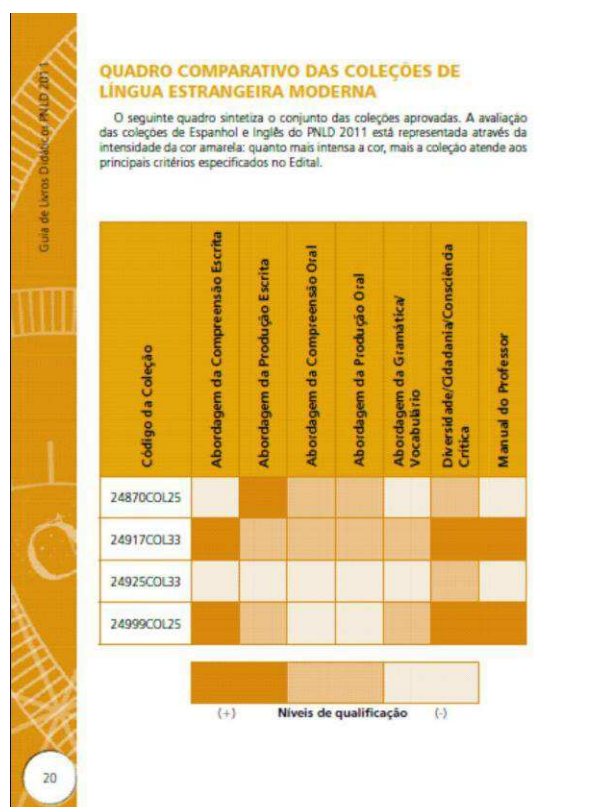 Guia de Livros Didáticos PNLD 2011
QUADRO COMPARATIVO DAS COLEÇÕES DE
LÍNGUA ESTRANGEIRA MODERNA
O seguinte quadro sintetiza o conjunto das coleções aprovadas. A avaliação
das coleções de Espanhol e Inglês do PNLD 2011 está representada através da
intensidade da cor amarela: quanto mais intensa a cor, mais a coleção atende aos
principais critérios especificados no Edital.
Código da Coleção
Abordagem da Compreensão Escrita
Abordagem da Produção Escrita
Abordagem da Compreensão Oral
Abordagem da Produção Oral
Abordagem da Gramática/
Vocabulário
Diversidade/Cidadania/Consciência
Crítica
Manual do Professor
24870COL25
24917COL33
24925COL33
24999COL25
(+) Níveis de qualificação (-)
20